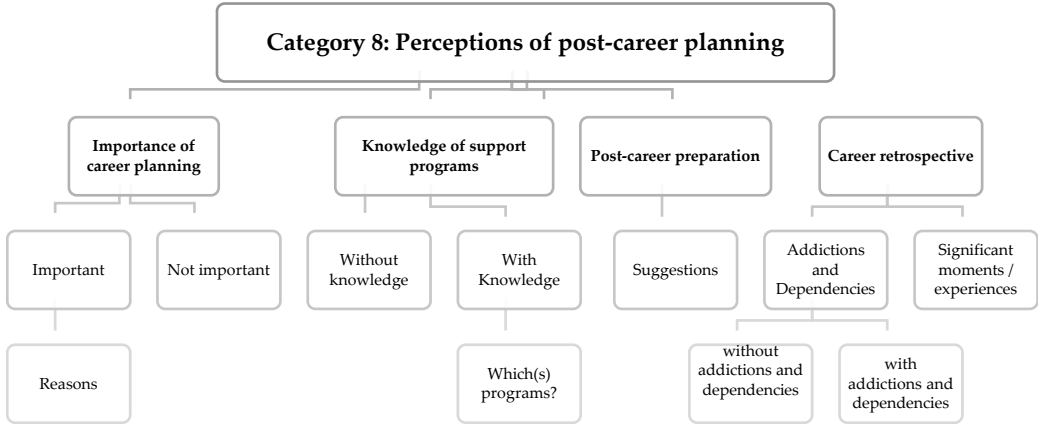 Category 8: Perceptions of post-career planning
Importance of
career planning
Knowledge of support
programs
Post-career preparation
Career retrospective
Important
Not important
Without
knowledge
With
Knowledge
Suggestions
Addictions
and
Dependencies
Significant
moments /
experiences
Reasons
Which(s)
programs?
without
addictions and
dependencies
with
addictions and
dependencies